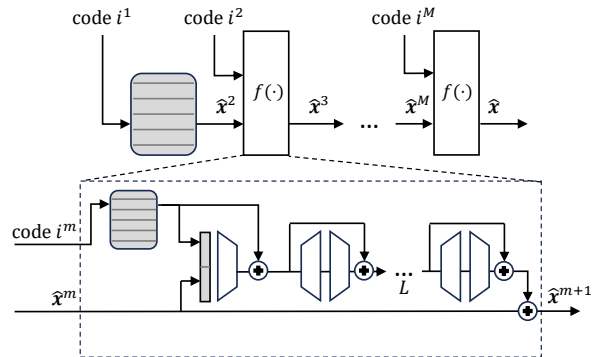 code i¹ code i² code iᴹ
f(·) f(·)
x̂² x̂³ ... x̂ᴹ x̂
code iᵐ
... L
x̂ᵐ x̂ᵐ⁺¹